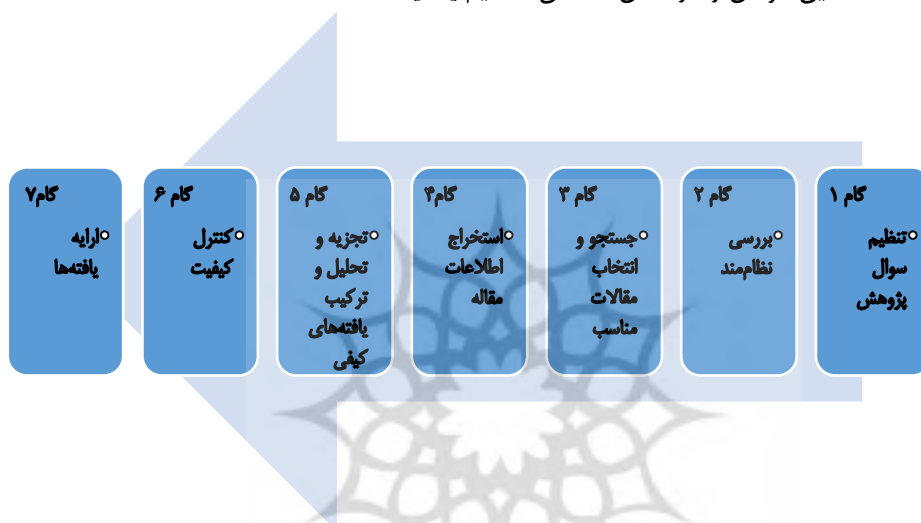 گام ۱
تنظیم
سوال
پژوهش
گام ۲
بررسی
نظام‌مند
گام ۳
جستجو و
انتخاب
مقالات
مناسب
گام۴
استخراج
اطلاعات
مقاله
گام ۵
تجزیه و
تحلیل و
ترکیب
یافته‌های
کیفی
گام ۶
کنترل
کیفیت
گام۷
ارایه
یافته‌ها